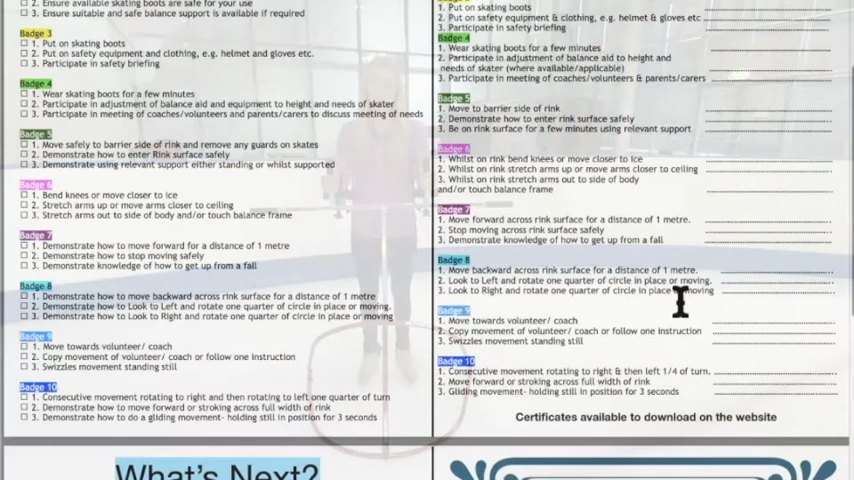 2. Ensure available skating boots are safe for your use
3. Ensure suitable and safe balance support is available if required
Badge 3
1. Put on skating boots
2. Put on safety equipment and clothing, e.g. helmet and gloves etc.
3. Participate in safety briefing
Badge 4
1. Wear skating boots for a few minutes
2. Participate in adjustment of balance aid and equipment to height and needs of skater
3. Participate in meeting of coaches/volunteers and parents/carers to discuss meeting of needs
Badge 5
1. Move safely to barrier side of rink and remove any guards on skates
2. Demonstrate how to enter Rink surface safely
3. Demonstrate using relevant support either standing or whilst supported
Badge 6
1. Bend knees or move closer to ice
2. Stretch arms up or move arms closer to ceiling
3. Stretch arms out to side of body and/or touch balance frame
Badge 7
1. Demonstrate how to move forward for a distance of 1 metre
2. Demonstrate how to stop moving safely
3. Demonstrate knowledge of how to get up from a fall
Badge 8
1. Demonstrate how to move backward across rink surface for a distance of 1 metre
2. Demonstrate how to Look to Left and rotate one quarter of circle in place or moving.
3. Demonstrate how to Look to Right and rotate one quarter of circle in place or moving
Badge 9
1. Move towards volunteer/ coach
2. Copy movement of volunteer/ coach or follow one instruction
3. Swizzles movement standing still
Badge 10
1. Consecutive movement rotating to right and then rotating to left one quarter of turn
2. Demonstrate how to move forward or stroking across full width of rink
3. Demonstrate how to do a gliding movement- holding still in position for 3 seconds
What's Next?
1. Put on skating boots
2. Put on safety equipment & clothing, e.g. helmet & gloves etc
3. Participate in safety briefing
Badge 4
1. Wear skating boots for a few minutes
2. Participate in adjustment of balance aid to height and
needs of skater (where available/applicable)
3. Participate in meeting of coaches/volunteers & parents/carers
Badge 5
1. Move to barrier side of rink
2. Demonstrate how to enter rink surface safely
3. Be on rink surface for a few minutes using relevant support
Badge 6
1. Whilst on rink bend knees or move closer to ice
2. Whilst on rink stretch arms up or move arms closer to ceiling
3. Whilst on rink stretch arms out to side of body
and/or touch balance frame
Badge 7
1. Move forward across rink surface for a distance of 1 metre.
2. Stop moving across rink surface safely
3. Demonstrate knowledge of how to get up from a fall
Badge 8
1. Move backward across rink surface for a distance of 1 metre.
2. Look to Left and rotate one quarter of circle in place or moving.
3. Look to Right and rotate one quarter of circle in place moving
Badge 9
1. Move towards volunteer/ coach
2. Copy movement of volunteer/ coach or follow one instruction
3. Swizzles movement standing still
Badge 10
1. Consecutive movement rotating to right & then left 1/4 of turn.
2. Move forward or stroking across full width of rink
3. Gliding movement- holding still in position for 3 seconds
Certificates available to download on the website